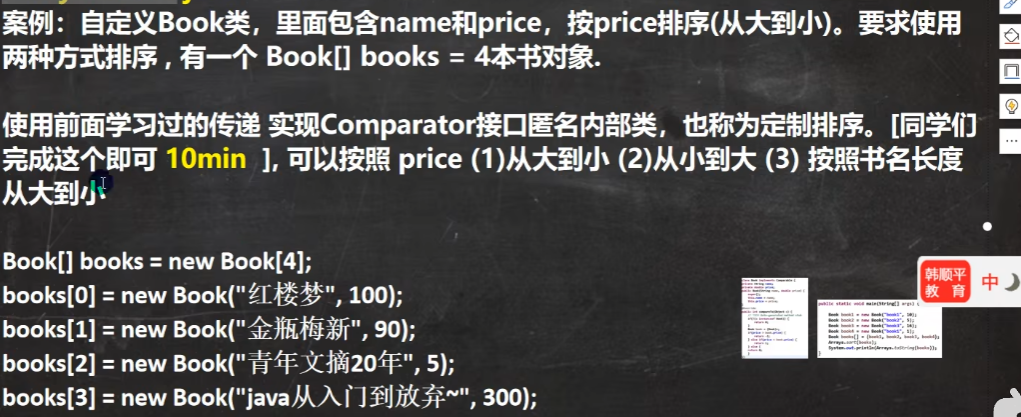 案例：自定义Book类，里面包含name和price，按price排序(从大到小)。要求使用
两种方式排序 , 有一个 Book[] books = 4本书对象.
使用前面学习过的传递 实现Comparator接口匿名内部类，也称为定制排序。[同学们
完成这个即可 10min ], 可以按照 price (1)从大到小 (2)从小到大 (3) 按照书名长度
从大到小
Book[] books = new Book[4];
books[0] = new Book("红楼梦", 100);
books[1] = new Book("金瓶梅新", 90);
books[2] = new Book("青年文摘20年", 5);
books[3] = new Book("java从入门到放弃~", 300);
韩顺平
教 育
中